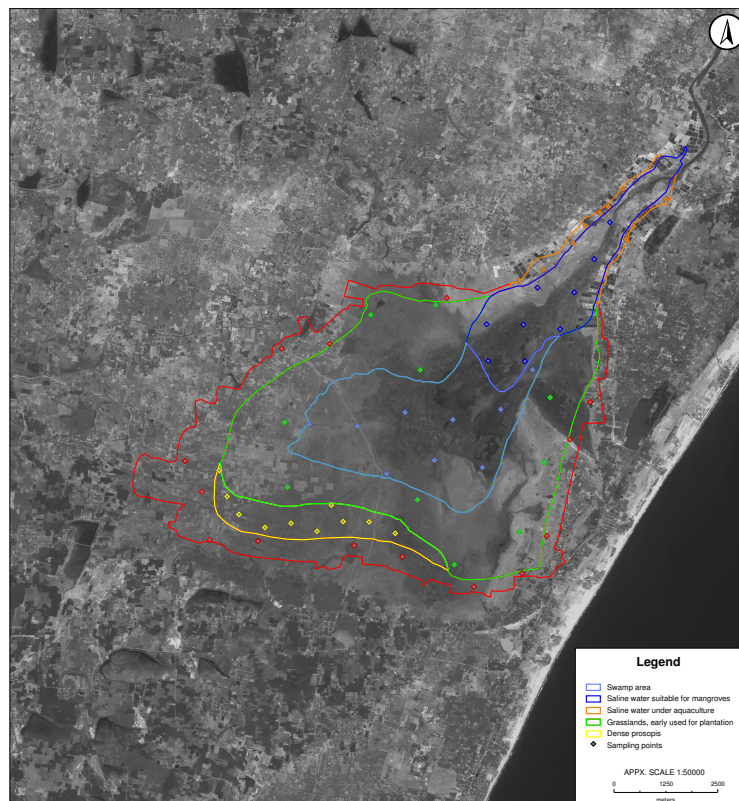 Legend
Swamp area
Saline water suitable for mangroves
Saline water under aquaculture
Grasslands, early used for plantation
Dense prosopis
Sampling points
APPX. SCALE 1:50000
0 1250 2500
meters